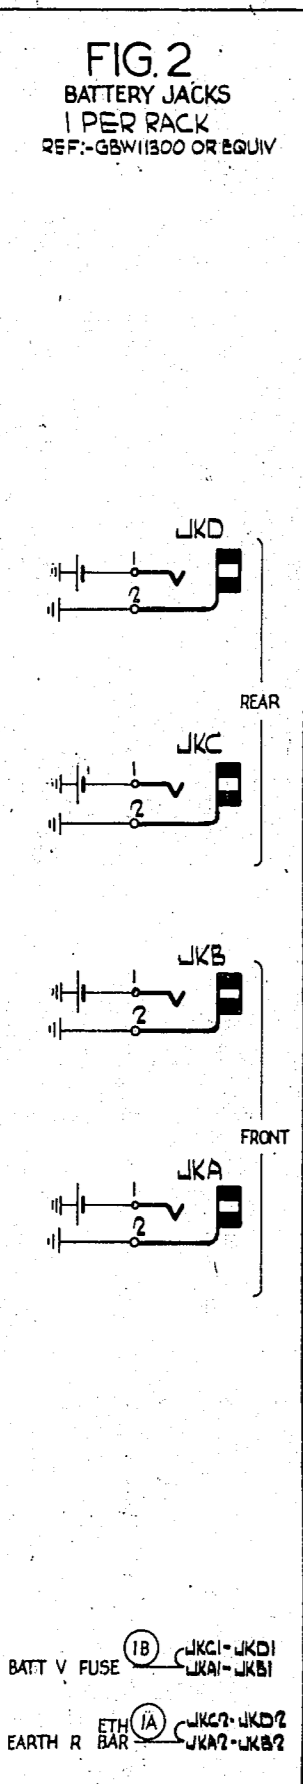 FIG. 2
BATTERY JACKS
1 PER RACK
REF:-GBW11300 OR EQUIV
JKD
1
2
REAR
JKC
1
2
JKB
1
2
FRONT
JKA
1
2
1B JKC1-JKD1
BATT V FUSE JKA1-JKB1
ETH 1A JKC2-JKD2
EARTH R BAR JKA2-JKB2